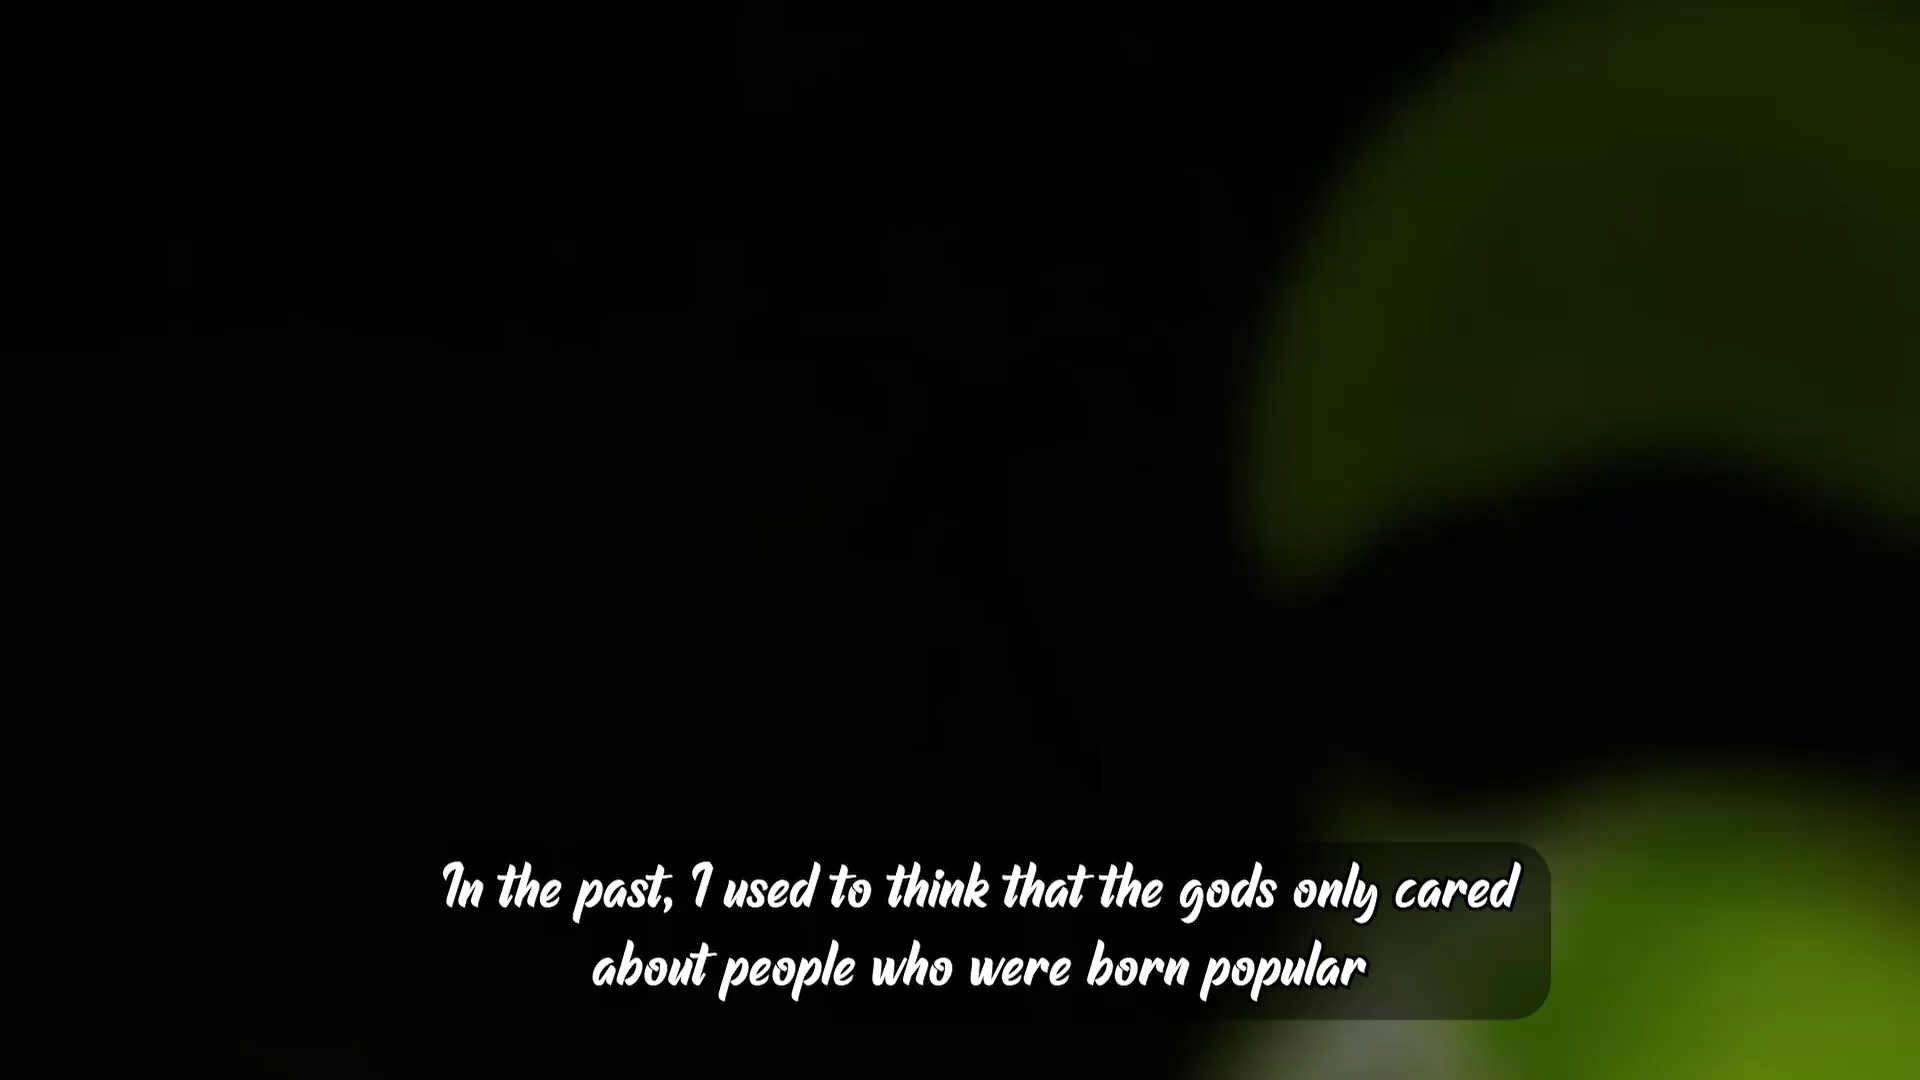 In the past, I used to think that the gods only cared
about people who were born popular